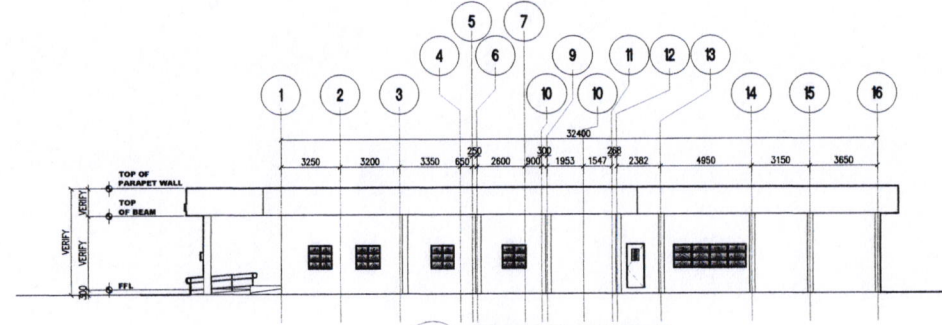 5 7
4 6 9 11 12 13
1 2 3 10 10 14 15 16
32400
250 300 268
3250 3200 3350 650 2600 900 1953 1547 2382 4950 3150 3650
TOP OF
PARAPET WALL
TOP
OF BEAM
VERIFY
VERIFY
VERIFY
FFL
300